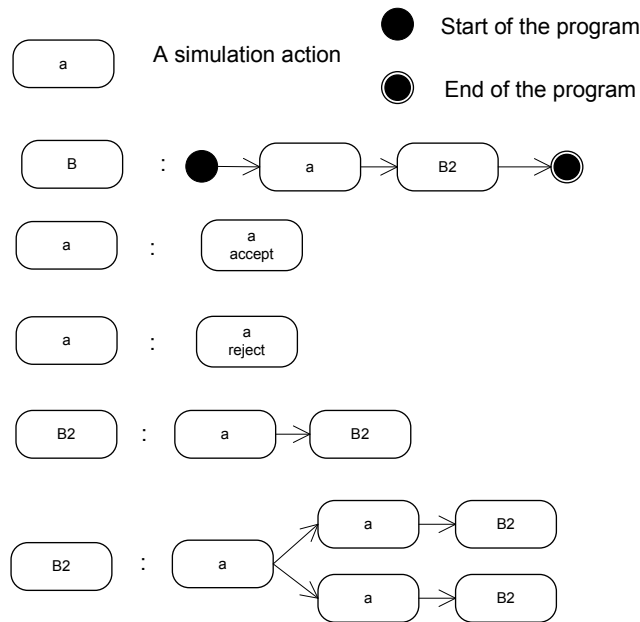 Start of the program
a
A simulation action
End of the program
B
:
a
B2
a
:
a
accept
a
:
a
reject
B2
:
a
B2
a
B2
B2
:
a
a
B2